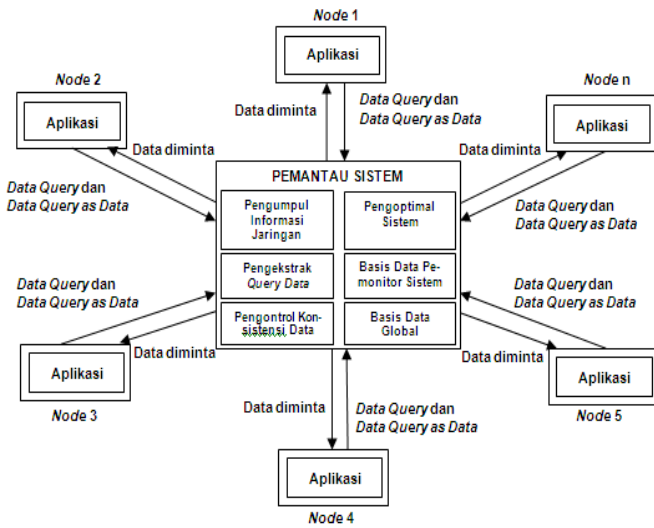 Node 1
Aplikasi
Node 2
Aplikasi
Node n
Aplikasi
Data diminta
Data Query dan
Data Query as Data
Data diminta
Data diminta
PEMANTAU SISTEM
Pengumpul
Informasi
Jaringan
Pengoptimal
Sistem
Data Query dan
Data Query as Data
Data Query dan
Data Query as Data
Pengekstrak
Query Data
Basis Data Pe-
monitor Sistem
Data Query dan
Data Query as Data
Data Query dan
Data Query as Data
Pengontrol Kon-
sistensi Data
Basis Data
Global
Data diminta
Data diminta
Aplikasi
Node 3
Aplikasi
Node 5
Data diminta
Data Query dan
Data Query as Data
Aplikasi
Node 4